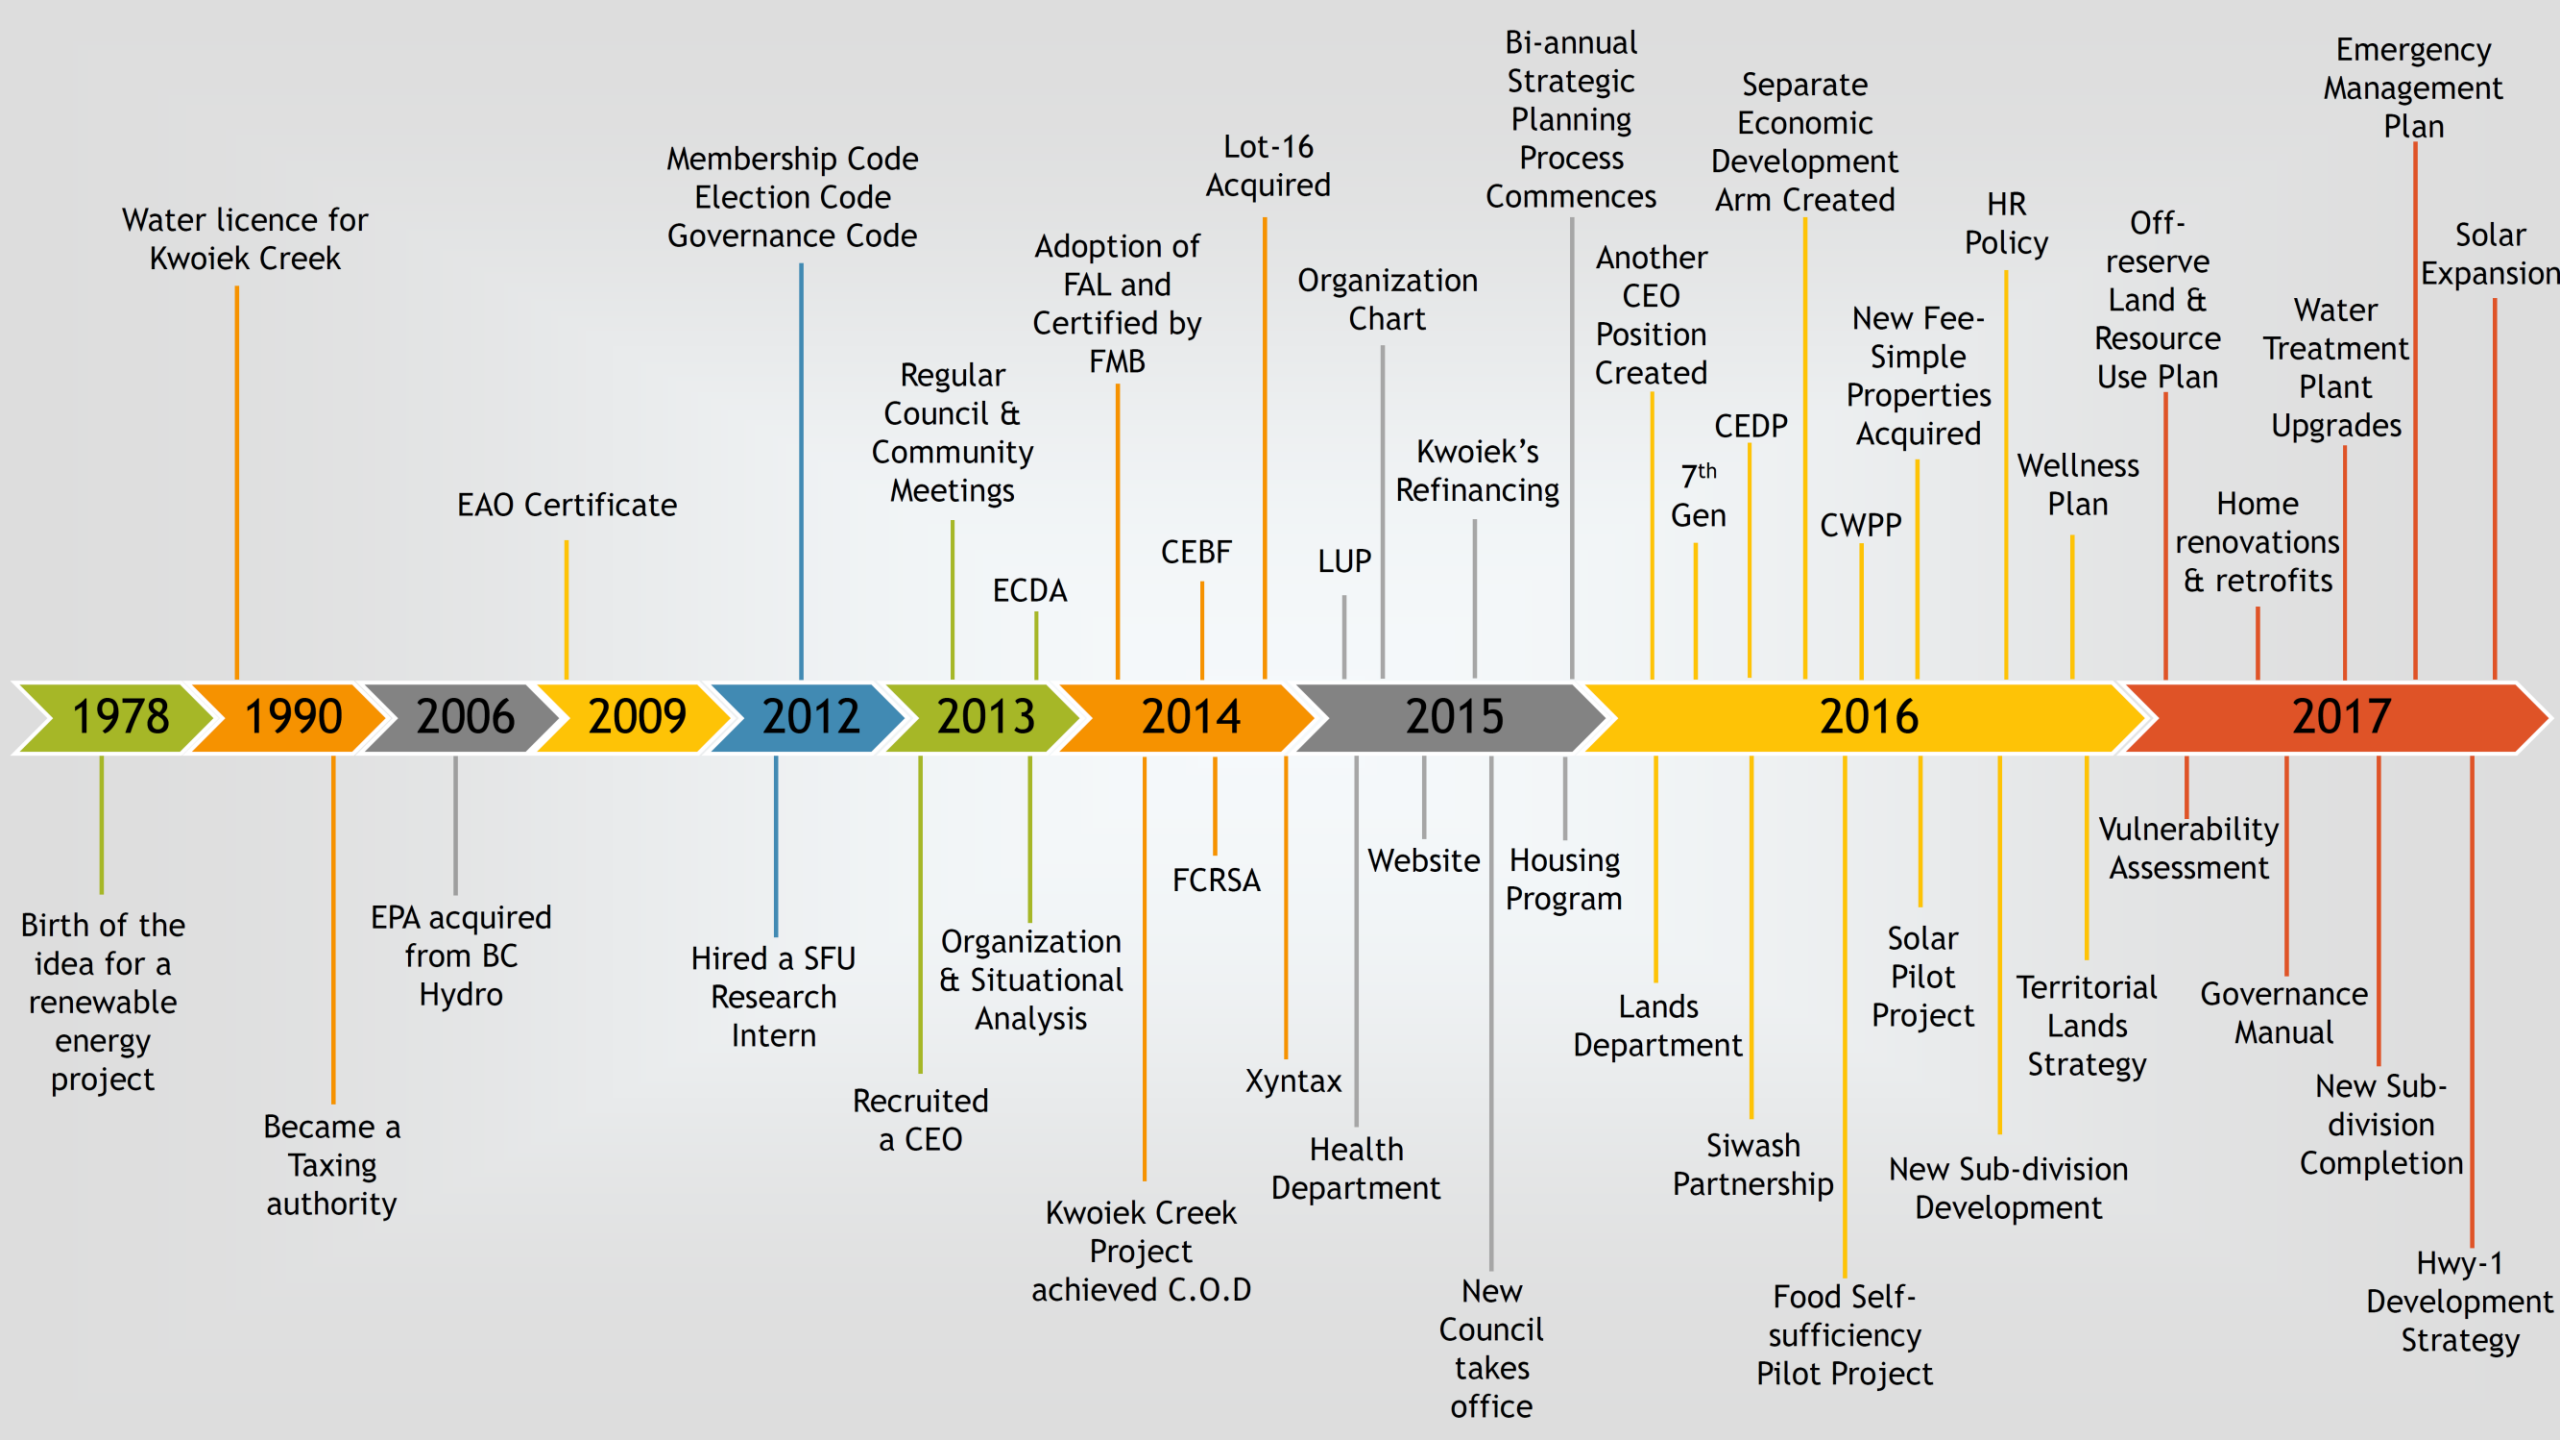 Bi-annual
Strategic
Planning
Process
Commences
Emergency
Management
Plan
Separate
Economic
Development
Arm Created
Lot-16
Acquired
Membership Code
Election Code
Governance Code
HR
Policy
Water licence for
Kwoiek Creek
Off-
reserve
Land &
Resource
Use Plan
Solar
Expansion
Adoption of
FAL and
Certified by
FMB
Another
CEO
Position
Created
Organization
Chart
Water
Treatment
Plant
Upgrades
New Fee-
Simple
Properties
Acquired
Regular
Council &
Community
Meetings
CEDP
Kwoiek’s
Refinancing
Wellness
Plan
7th
Gen
EAO Certificate
Home
renovations
& retrofits
CWPP
CEBF
LUP
ECDA
1978
1990
2006
2009
2012
2013
2014
2015
2016
2017
Birth of the
idea for a
renewable
energy
project
Became a
Taxing
authority
EPA acquired
from BC
Hydro
Hired a SFU
Research
Intern
Recruited
a CEO
Organization
& Situational
Analysis
Kwoiek Creek
Project
achieved C.O.D
FCRSA
Xyntax
Health
Department
Website
New
Council
takes
office
Housing
Program
Lands
Department
Siwash
Partnership
Food Self-
sufficiency
Pilot Project
Solar
Pilot
Project
New Sub-division
Development
Territorial
Lands
Strategy
Vulnerability
Assessment
Governance
Manual
New Sub-
division
Completion
Hwy-1
Development
Strategy